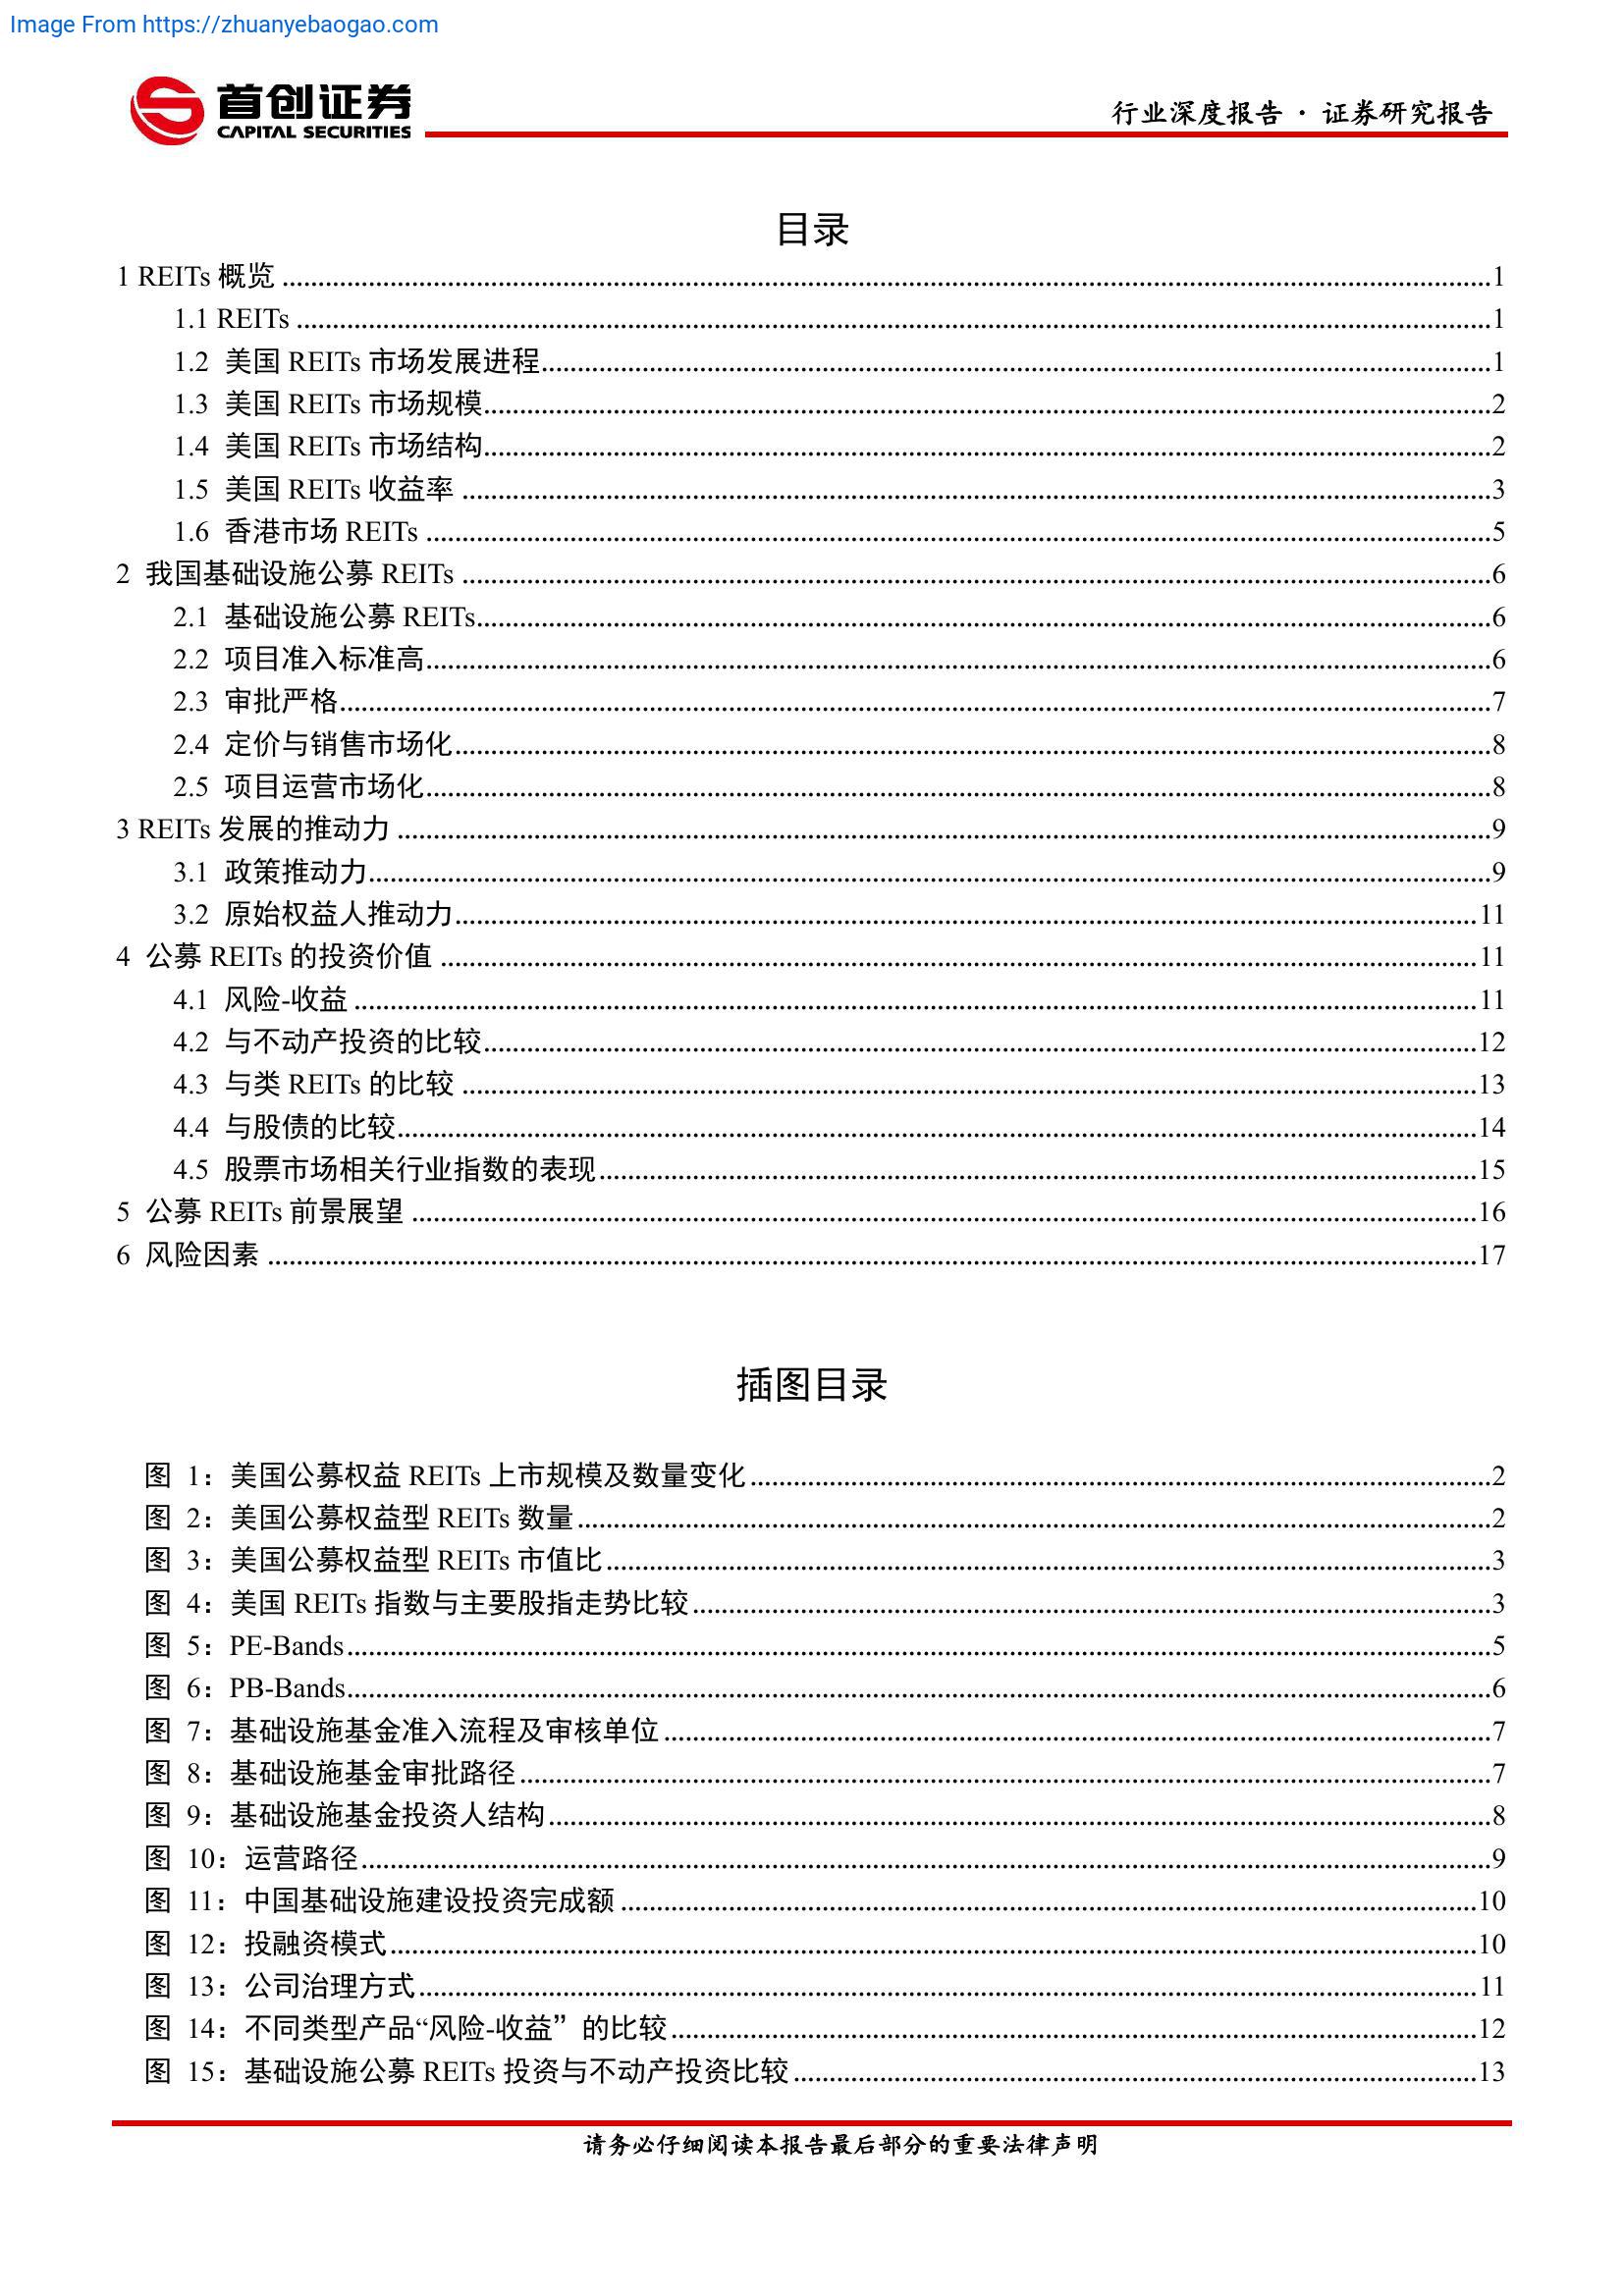 Image From https://zhuanyebaogao.com
首创证券
CAPITAL SECURITIES
行业深度报告 · 证券研究报告
目录
1 REITs 概览 ........ 1
1.1 REITs ........ 1
1.2 美国 REITs 市场发展进程 ........ 1
1.3 美国 REITs 市场规模 ........ 2
1.4 美国 REITs 市场结构 ........ 2
1.5 美国 REITs 收益率 ........ 3
1.6 香港市场 REITs ........ 5
2 我国基础设施公募 REITs ........ 6
2.1 基础设施公募 REITs ........ 6
2.2 项目准入标准高 ........ 6
2.3 审批严格 ........ 7
2.4 定价与销售市场化 ........ 8
2.5 项目运营市场化 ........ 8
3 REITs 发展的推动力 ........ 9
3.1 政策推动力 ........ 9
3.2 原始权益人推动力 ........ 11
4 公募 REITs 的投资价值 ........ 11
4.1 风险-收益 ........ 11
4.2 与不动产投资的比较 ........ 12
4.3 与类 REITs 的比较 ........ 13
4.4 与股债的比较 ........ 14
4.5 股票市场相关行业指数的表现 ........ 15
5 公募 REITs 前景展望 ........ 16
6 风险因素 ........ 17
插图目录
图 1：美国公募权益 REITs 上市规模及数量变化 ........ 2
图 2：美国公募权益型 REITs 数量 ........ 2
图 3：美国公募权益型 REITs 市值比 ........ 3
图 4：美国 REITs 指数与主要股指走势比较 ........ 3
图 5：PE-Bands ........ 5
图 6：PB-Bands ........ 6
图 7：基础设施基金准入流程及审核单位 ........ 7
图 8：基础设施基金审批路径 ........ 7
图 9：基础设施基金投资人结构 ........ 8
图 10：运营路径 ........ 9
图 11：中国基础设施建设投资完成额 ........ 10
图 12：投融资模式 ........ 10
图 13：公司治理方式 ........ 11
图 14：不同类型产品“风险-收益”的比较 ........ 12
图 15：基础设施公募 REITs 投资与不动产投资比较 ........ 13
请务必仔细阅读本报告最后部分的重要法律声明